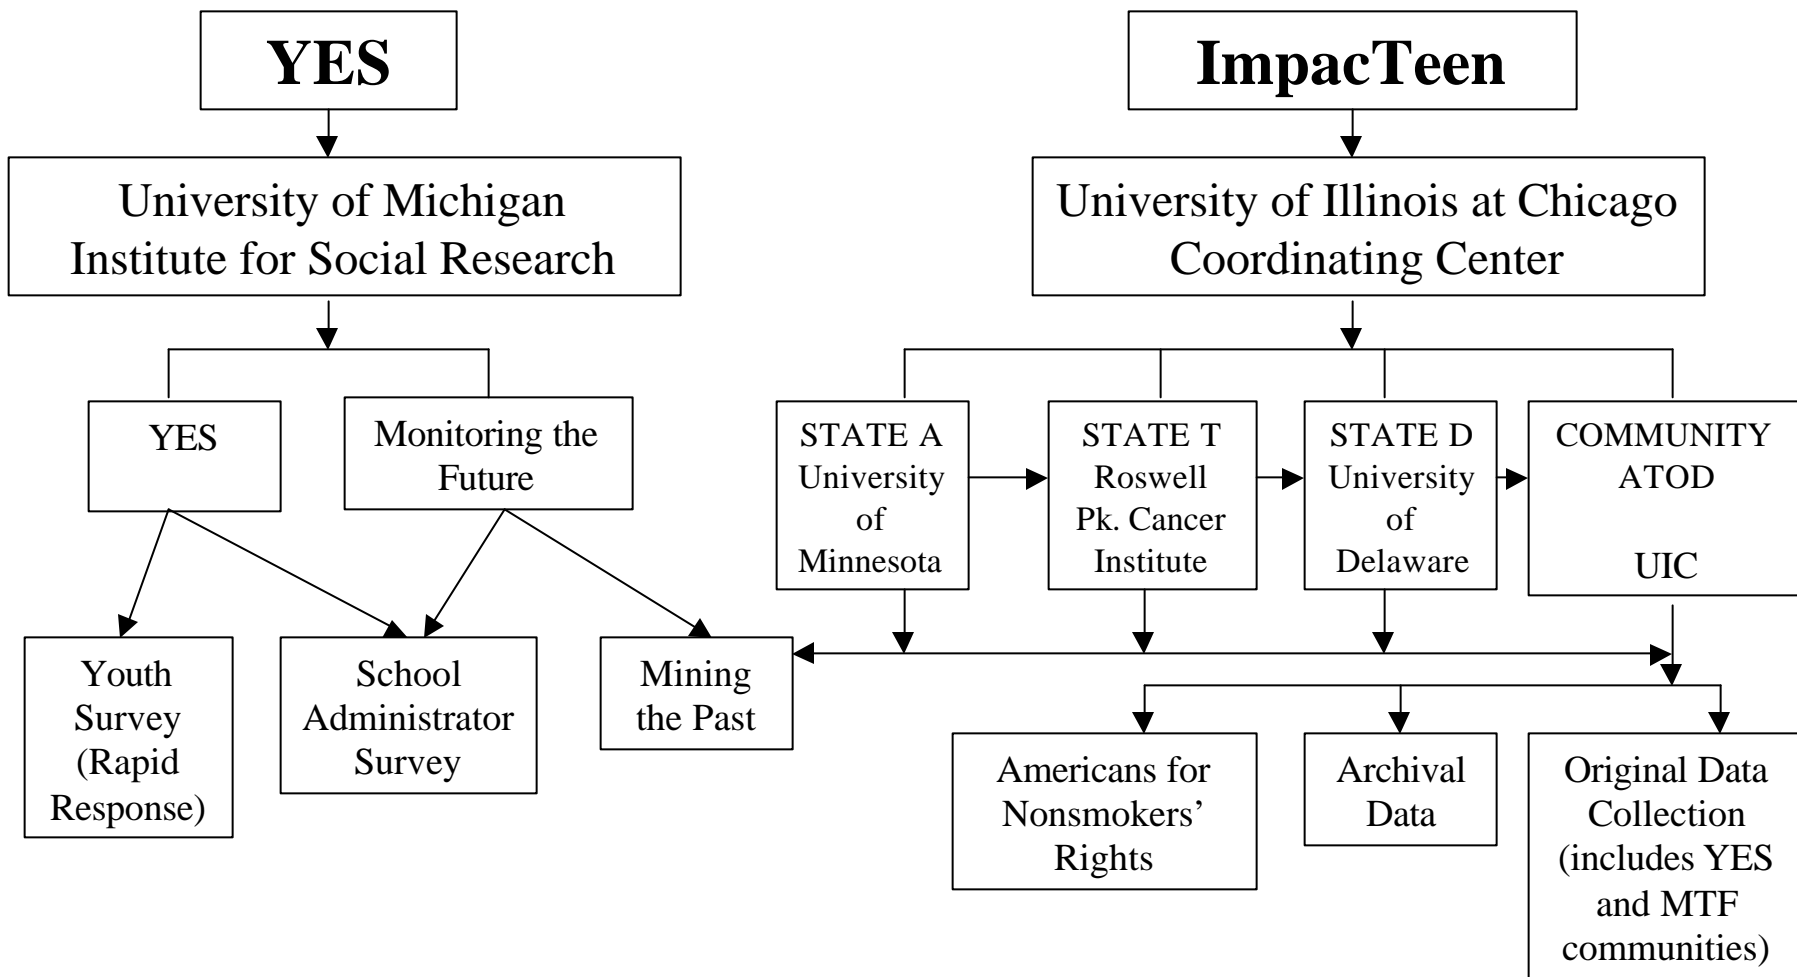 YES
ImpacTeen
University of Michigan
Institute for Social Research
University of Illinois at Chicago
Coordinating Center
YES
Monitoring the
Future
STATE A
University
of
Minnesota
STATE T
Roswell
Pk. Cancer
Institute
STATE D
University
of
Delaware
COMMUNITY
ATOD
UIC
Youth
Survey
(Rapid
Response)
School
Administrator
Survey
Mining
the Past
Americans for
Nonsmokers’
Rights
Archival
Data
Original Data
Collection
(includes YES
and MTF
communities)